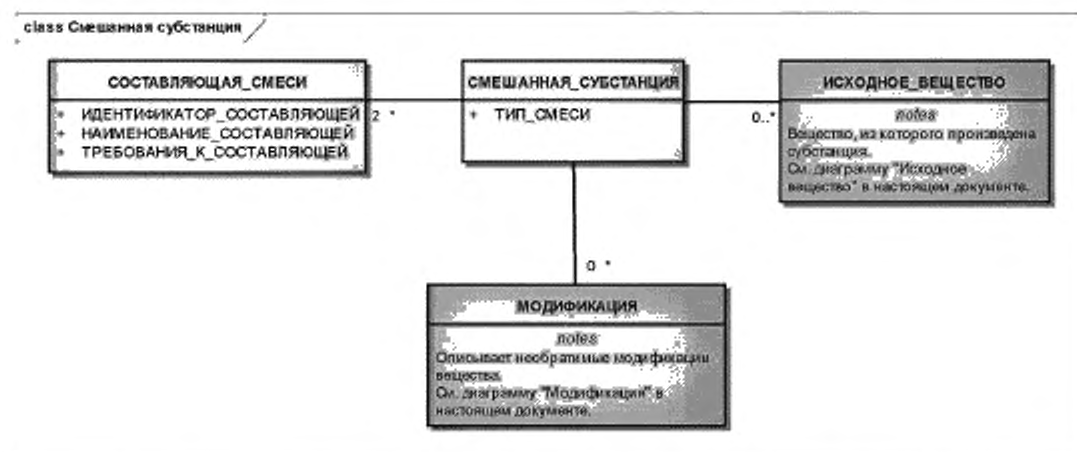 class Смешанная субстанция
СОСТАВЛЯЮЩАЯ_СМЕСИ
+ ИДЕНТИФИКАТОР_СОСТАВЛЯЮЩЕЙ
+ НАИМЕНОВАНИЕ_СОСТАВЛЯЮЩЕЙ
+ ТРЕБОВАНИЯ_К_СОСТАВЛЯЮЩЕЙ
2 *
СМЕШАННАЯ_СУБСТАНЦИЯ
+ ТИП_СМЕСИ
0..*
ИСХОДНОЕ_ВЕЩЕСТВО
notes
Вещество, из которого произведена
субстанция.
См. диаграмму "Исходное
вещество" в настоящем документе.
0 *
МОДИФИКАЦИЯ
notes
Описывает необратимые модификации
вещества.
См. диаграмму "Модификация" в
настоящем документе.